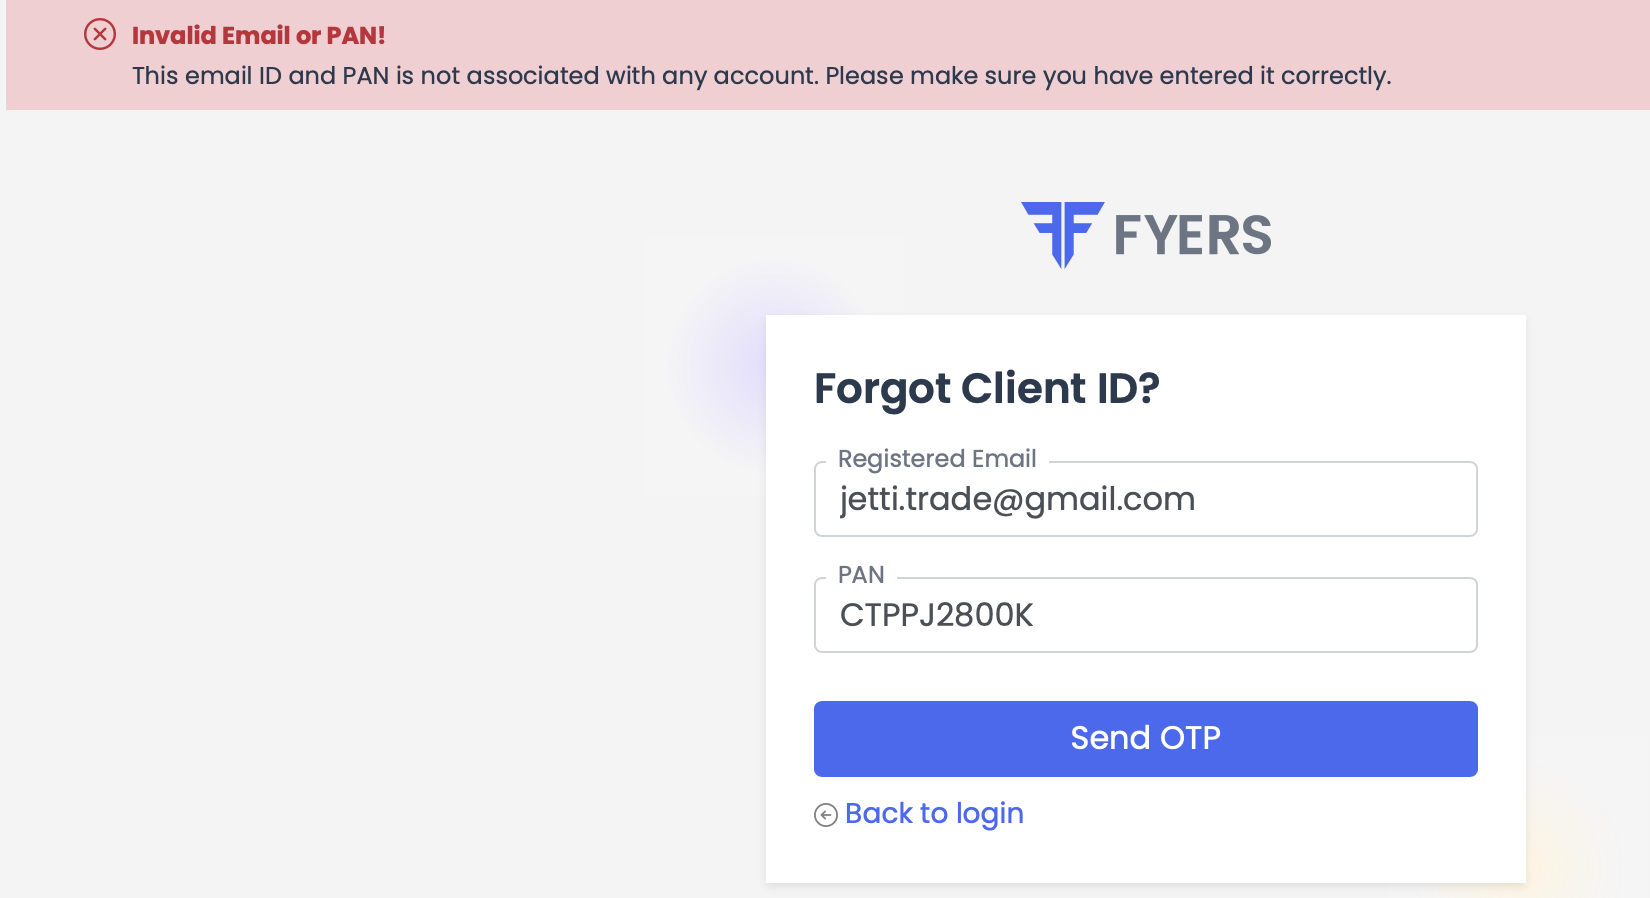 Invalid Email or PAN!
This email ID and PAN is not associated with any account. Please make sure you have entered it correctly.
FYERS
Forgot Client ID?
Registered Email
jetti.trade@gmail.com
PAN
CTPPJ2800K
Send OTP
Back to login